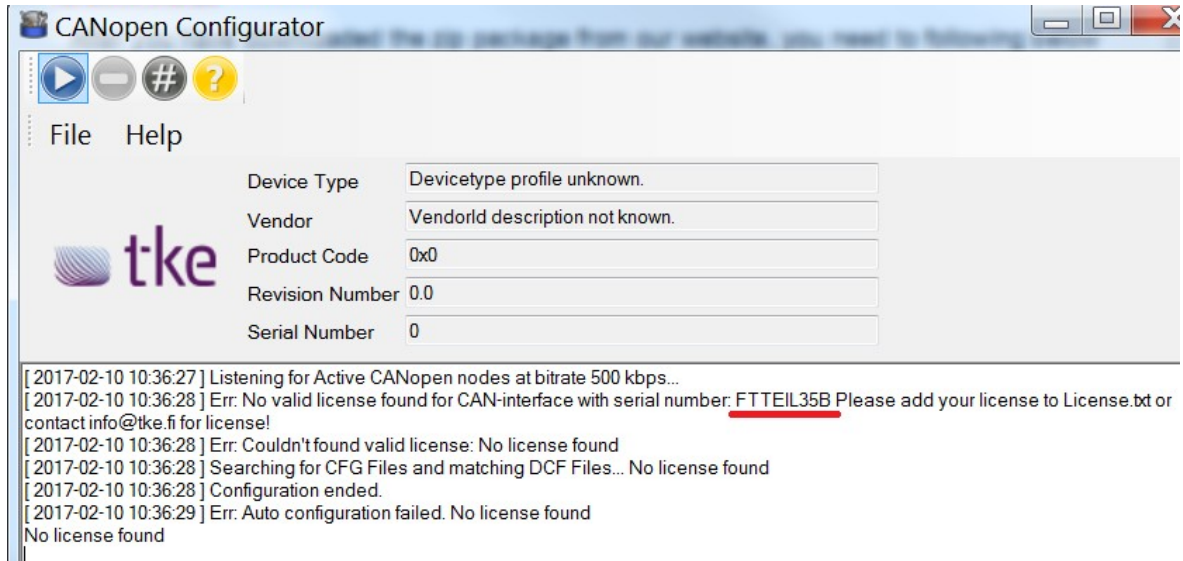 CANopen Configurator
File Help
Device Type Devicetype profile unknown.
tke
Vendor VendorId description not known.
Product Code 0x0
Revision Number 0.0
Serial Number 0
[ 2017-02-10 10:36:27 ] Listening for Active CANopen nodes at bitrate 500 kbps...
[ 2017-02-10 10:36:28 ] Err: No valid license found for CAN-interface with serial number: FTTEIL35B Please add your license to License.txt or
contact info@tke.fi for license!
[ 2017-02-10 10:36:28 ] Err: Couldn't found valid license: No license found
[ 2017-02-10 10:36:28 ] Searching for CFG Files and matching DCF Files... No license found
[ 2017-02-10 10:36:28 ] Configuration ended.
[ 2017-02-10 10:36:29 ] Err: Auto configuration failed. No license found
No license found